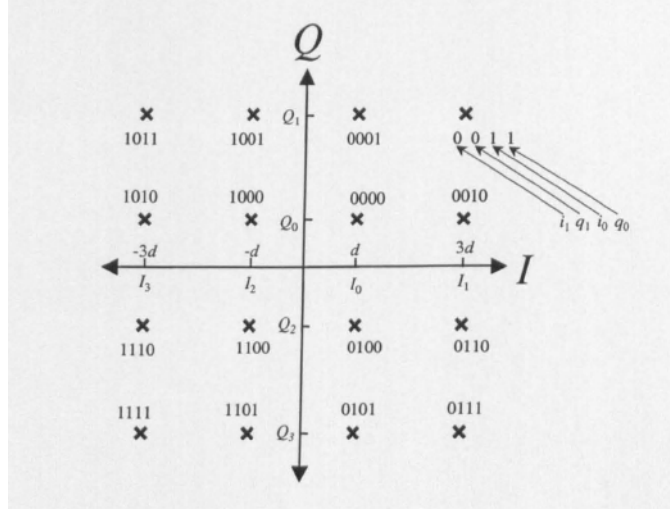 Q
Q₁
1011 1001 0001 0 0 1 1
1010 1000 0000 0010
Q₀
i₁ q₁ i₀ q₀
-3d -d d 3d
I
I₃ I₂ I₀ I₁
Q₂
1110 1100 0100 0110
1111 1101 0101 0111
Q₃